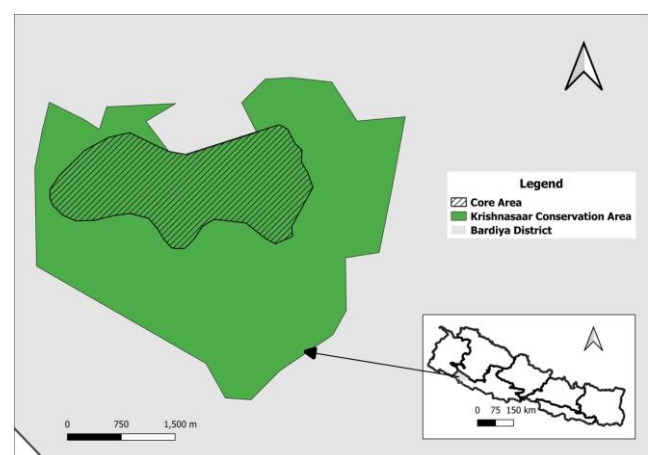 Legend
Core Area
Krishnasaar Conservation Area
Bardiya District
0 75 150 km
0 750 1,500 m